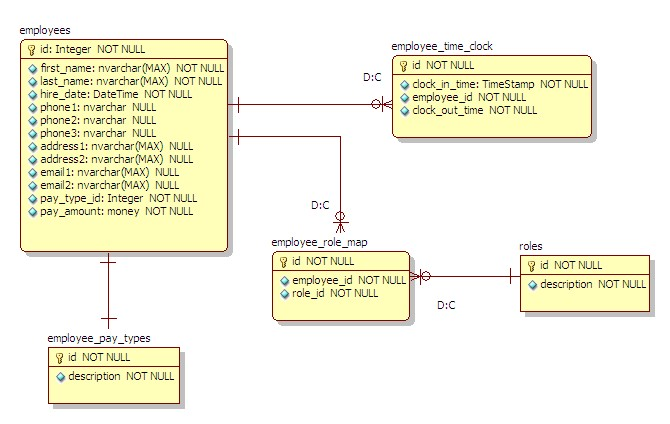 employees
id: Integer NOT NULL
first_name: nvarchar(MAX) NOT NULL
last_name: nvarchar(MAX) NOT NULL
hire_date: DateTime NOT NULL
phone1: nvarchar NULL
phone2: nvarchar NULL
phone3: nvarchar NULL
address1: nvarchar(MAX) NULL
address2: nvarchar(MAX) NULL
email1: nvarchar(MAX) NULL
email2: nvarchar(MAX) NULL
pay_type_id: Integer NOT NULL
pay_amount: money NOT NULL
employee_time_clock
id NOT NULL
clock_in_time: TimeStamp NOT NULL
employee_id NOT NULL
clock_out_time NOT NULL
D:C
D:C
employee_role_map
id NOT NULL
employee_id NOT NULL
role_id NOT NULL
D:C
roles
id NOT NULL
description NOT NULL
employee_pay_types
id NOT NULL
description NOT NULL